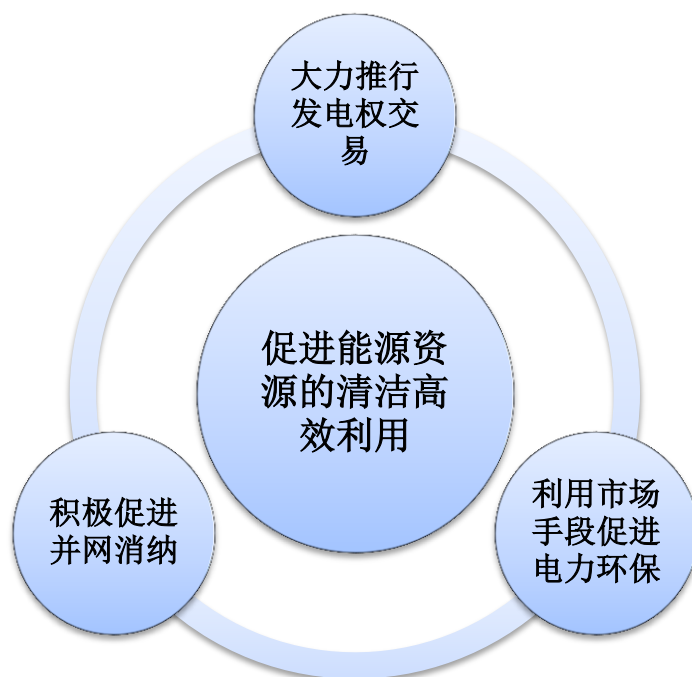 大力推行
发电权交
易
促进能源资
源的清洁高
效利用
积极促进
并网消纳
利用市场
手段促进
电力环保